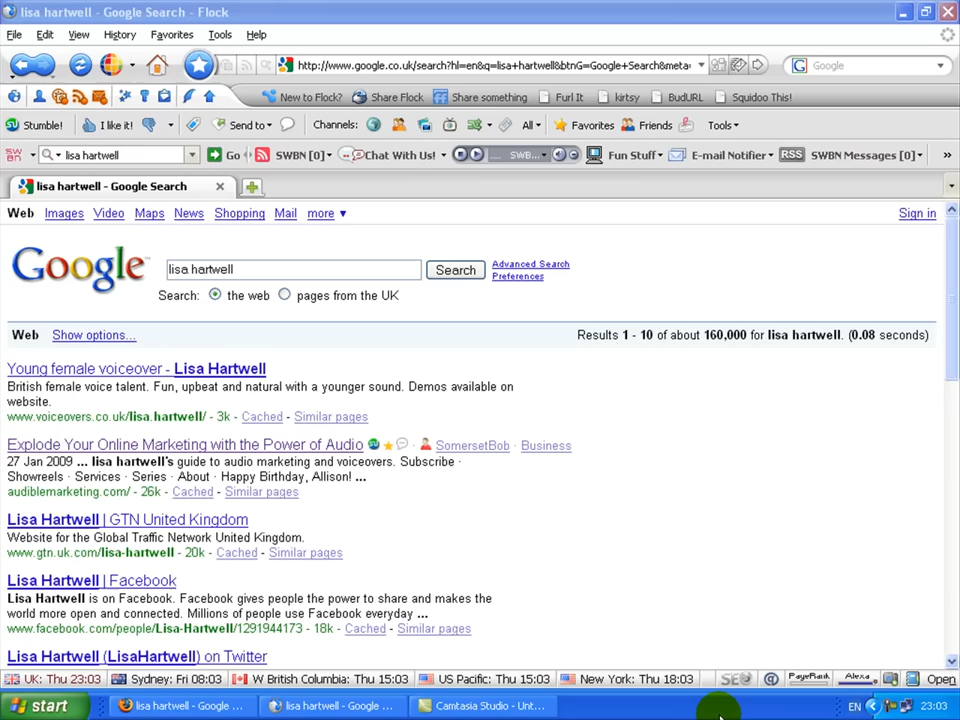 lisa hartwell - Google Search - Flock
File Edit View History Favorites Tools Help
http://www.google.co.uk/search?hl=en&q=lisa+hartwell&btnG=Google+Search&meta= Google
New to Flock? Share Flock Share something Furl It kirtsy BudURL Squidoo This!
Stumble! I like it! Send to Channels: All Favorites Friends Tools
SWBN lisa hartwell Go SWBN [0] Chat With Us! SWB... Fun Stuff E-mail Notifier RSS SWBN Messages [0] »
lisa hartwell - Google Search
Web Images Video Maps News Shopping Mail more ▼ Sign in
Google lisa hartwell Search Advanced Search
Preferences
Search: the web pages from the UK
Web Show options... Results 1 - 10 of about 160,000 for lisa hartwell. (0.08 seconds)
Young female voiceover - Lisa Hartwell
British female voice talent. Fun, upbeat and natural with a younger sound. Demos available on
website.
www.voiceovers.co.uk/lisa.hartwell/ - 3k - Cached - Similar pages
Explode Your Online Marketing with the Power of Audio SomersetBob · Business
27 Jan 2009 ... lisa hartwell's guide to audio marketing and voiceovers. Subscribe ·
Showreels · Services · Series · About · Happy Birthday, Allison! ...
audiblemarketing.com/ - 26k - Cached - Similar pages
Lisa Hartwell | GTN United Kingdom
Website for the Global Traffic Network United Kingdom.
www.gtn.uk.com/lisa-hartwell - 20k - Cached - Similar pages
Lisa Hartwell | Facebook
Lisa Hartwell is on Facebook. Facebook gives people the power to share and makes the
world more open and connected. Millions of people use Facebook everyday ...
www.facebook.com/people/Lisa-Hartwell/1291944173 - 18k - Cached - Similar pages
Lisa Hartwell (LisaHartwell) on Twitter
UK: Thu 23:03 Sydney: Fri 08:03 W British Columbia: Thu 15:03 US Pacific: Thu 15:03 New York: Thu 18:03 SE PageRank Alexa Open
start lisa hartwell - Google ... lisa hartwell - Google ... Camtasia Studio - Unt... EN 23:03